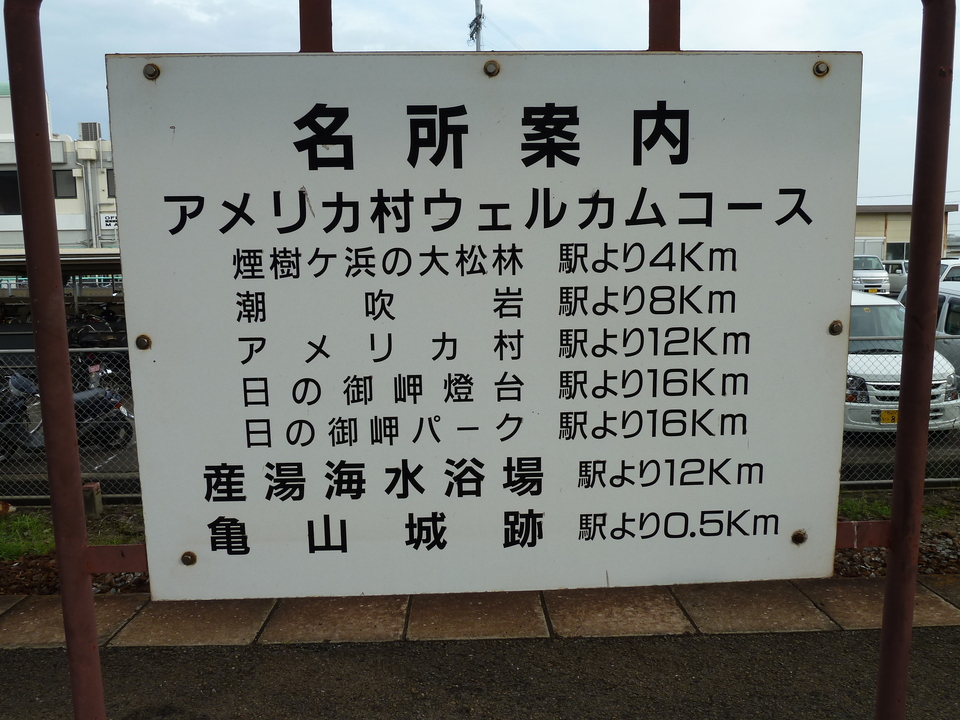 名所案内
アメリカ村ウェルカムコース
煙樹ケ浜の大松林 駅より4Km
潮吹岩 駅より8Km
アメリカ村 駅より12Km
日の御岬燈台 駅より16Km
日の御岬パーク 駅より16Km
産湯海水浴場 駅より12Km
亀山城跡 駅より0.5Km